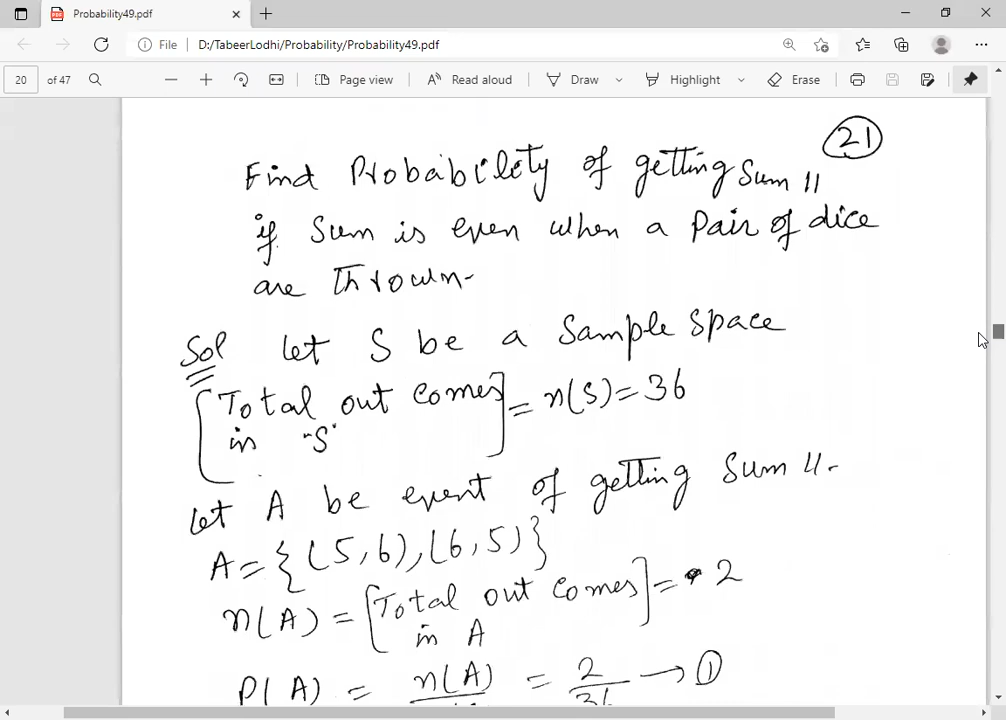 Probability49.pdf
File D:/TabeerLodhi/Probability/Probability49.pdf
20 of 47 Page view Read aloud Draw Highlight Erase
21
Find Probability of getting Sum 11
if Sum is even when a Pair of dice
are Thrown-
Sol Let S be a Sample Space
[Total out comes in "S"] = n(S) = 36
Let A be event of getting Sum 11-
A = {(5,6),(6,5)}
n(A) = [Total out comes in A] = 2
P(A) = n(A) = 2/36 → ①